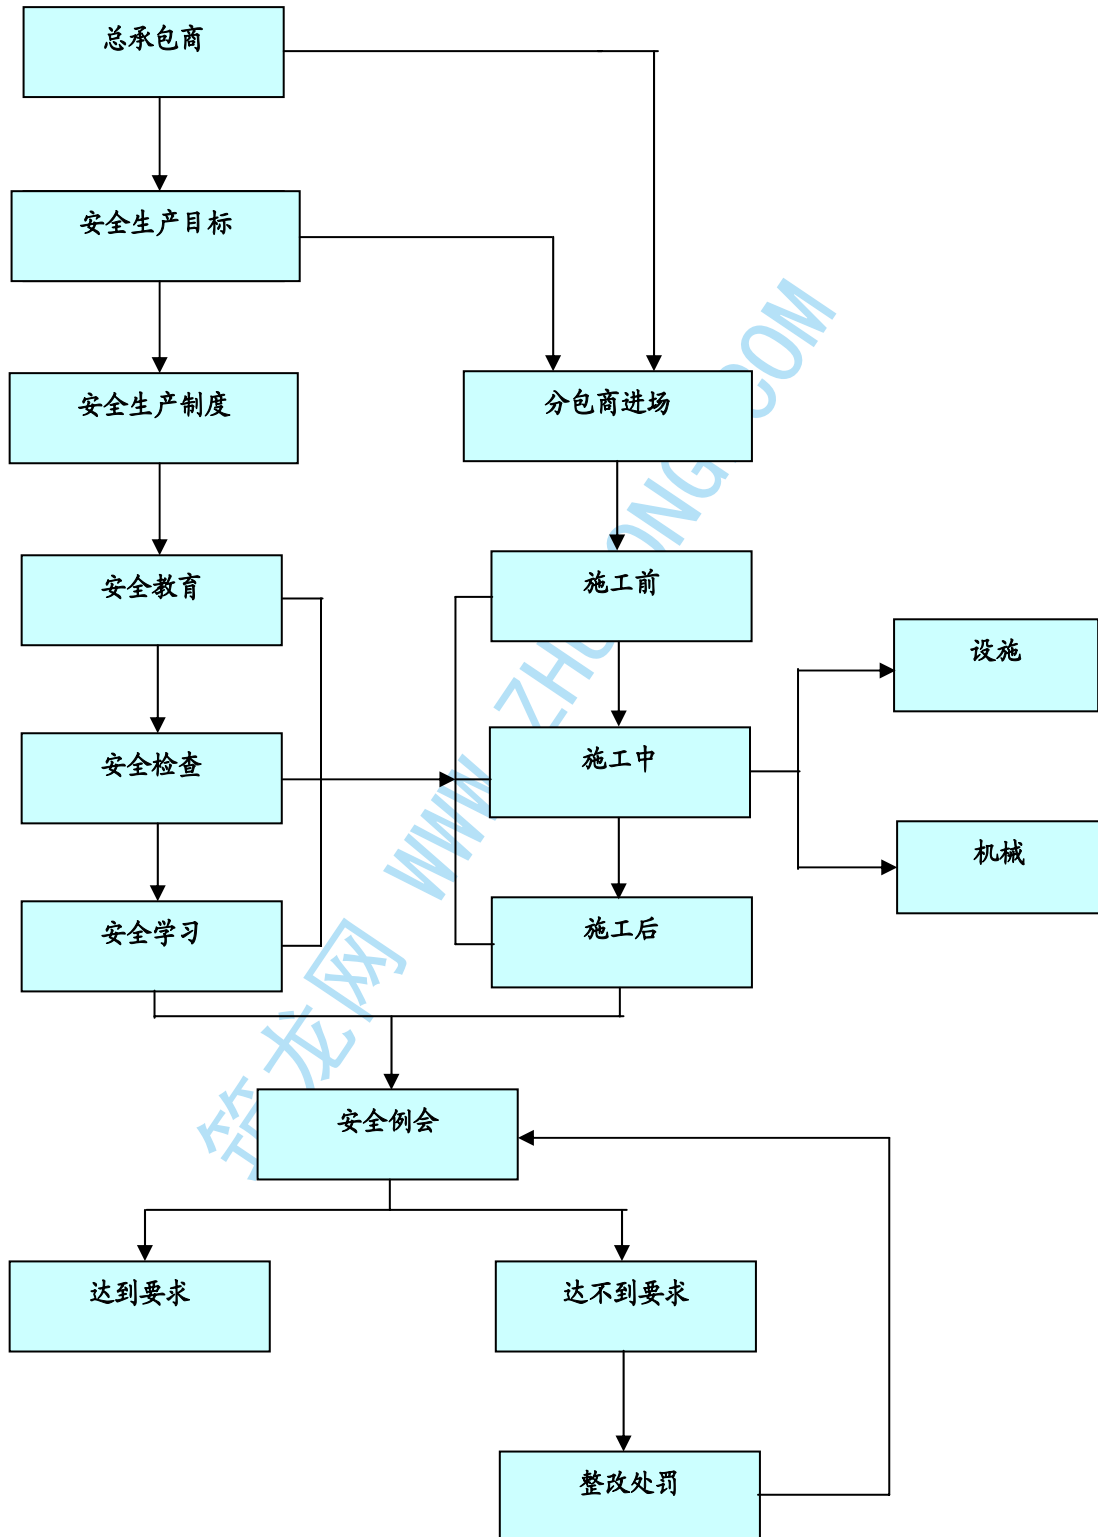 总承包商
安全生产目标
安全生产制度
分包商进场
安全教育
施工前
设施
安全检查
施工中
机械
安全学习
施工后
安全例会
达到要求
达不到要求
整改处罚
筑龙网 WWW.ZHULONG.COM